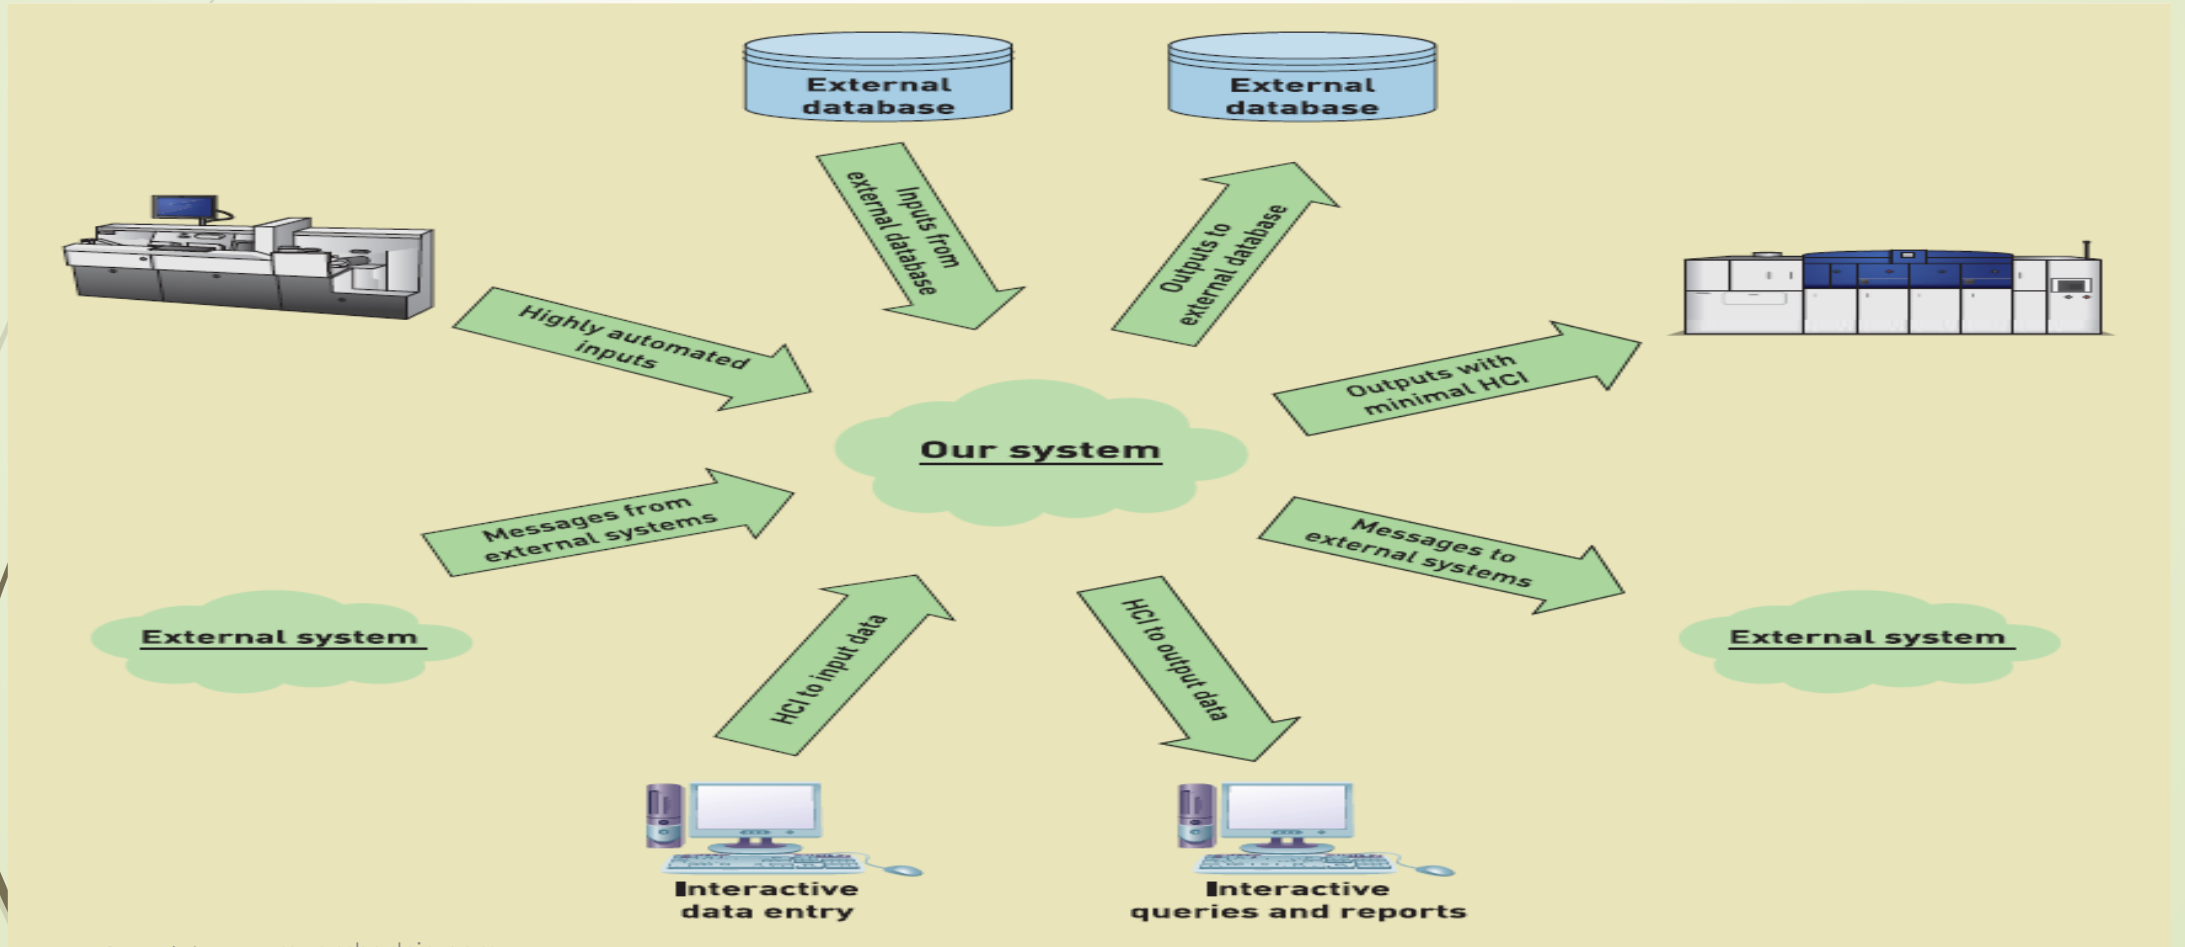 External
database
External
database
Inputs from
external database
Outputs to
external database
Highly automated
inputs
Outputs with
minimal HCI
Our system
Messages from
external systems
Messages to
external systems
External system
External system
HCI to input data
HCI to output data
Interactive
data entry
Interactive
queries and reports